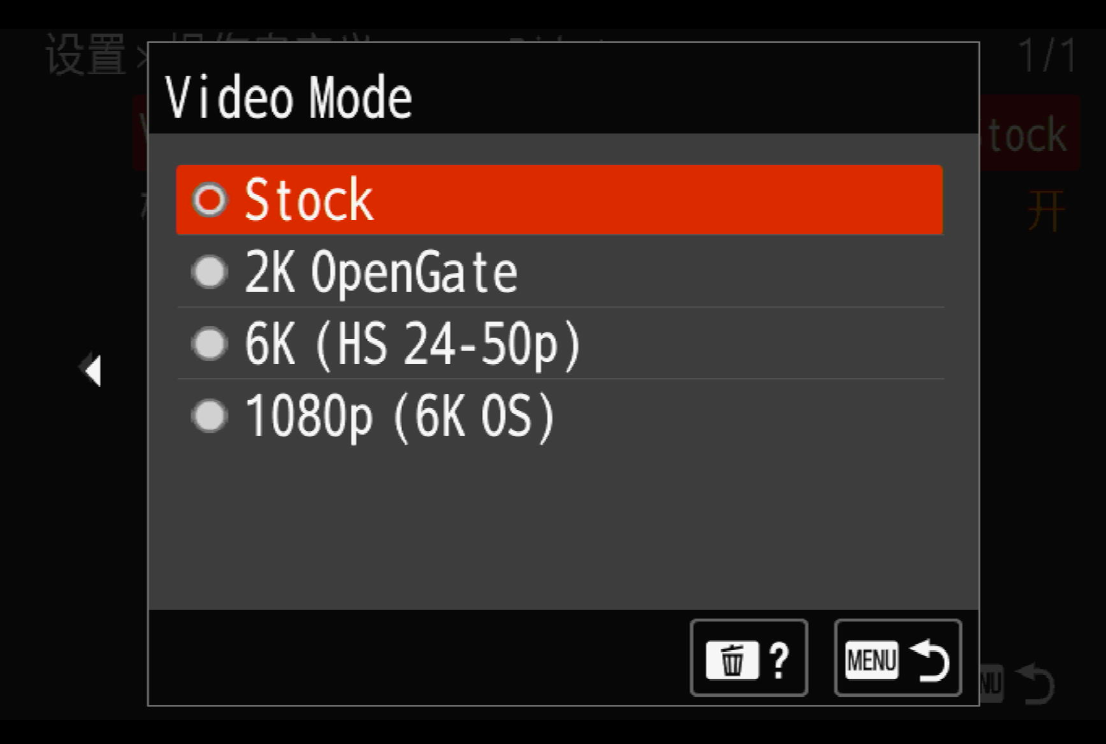 设置
1/1
Video Mode
tock
Stock
开
2K OpenGate
6K (HS 24-50p)
1080p (6K OS)
?
MENU
NU